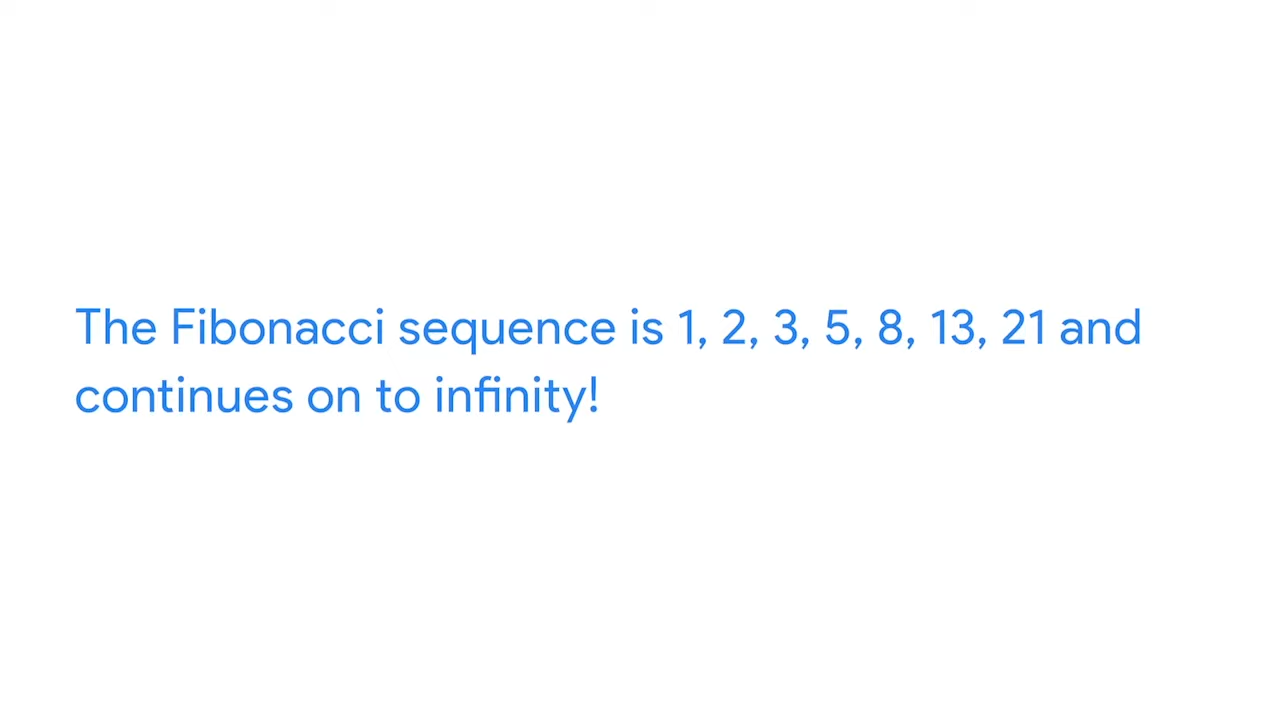 The Fibonacci sequence is 1, 2, 3, 5, 8, 13, 21 and
continues on to infinity!